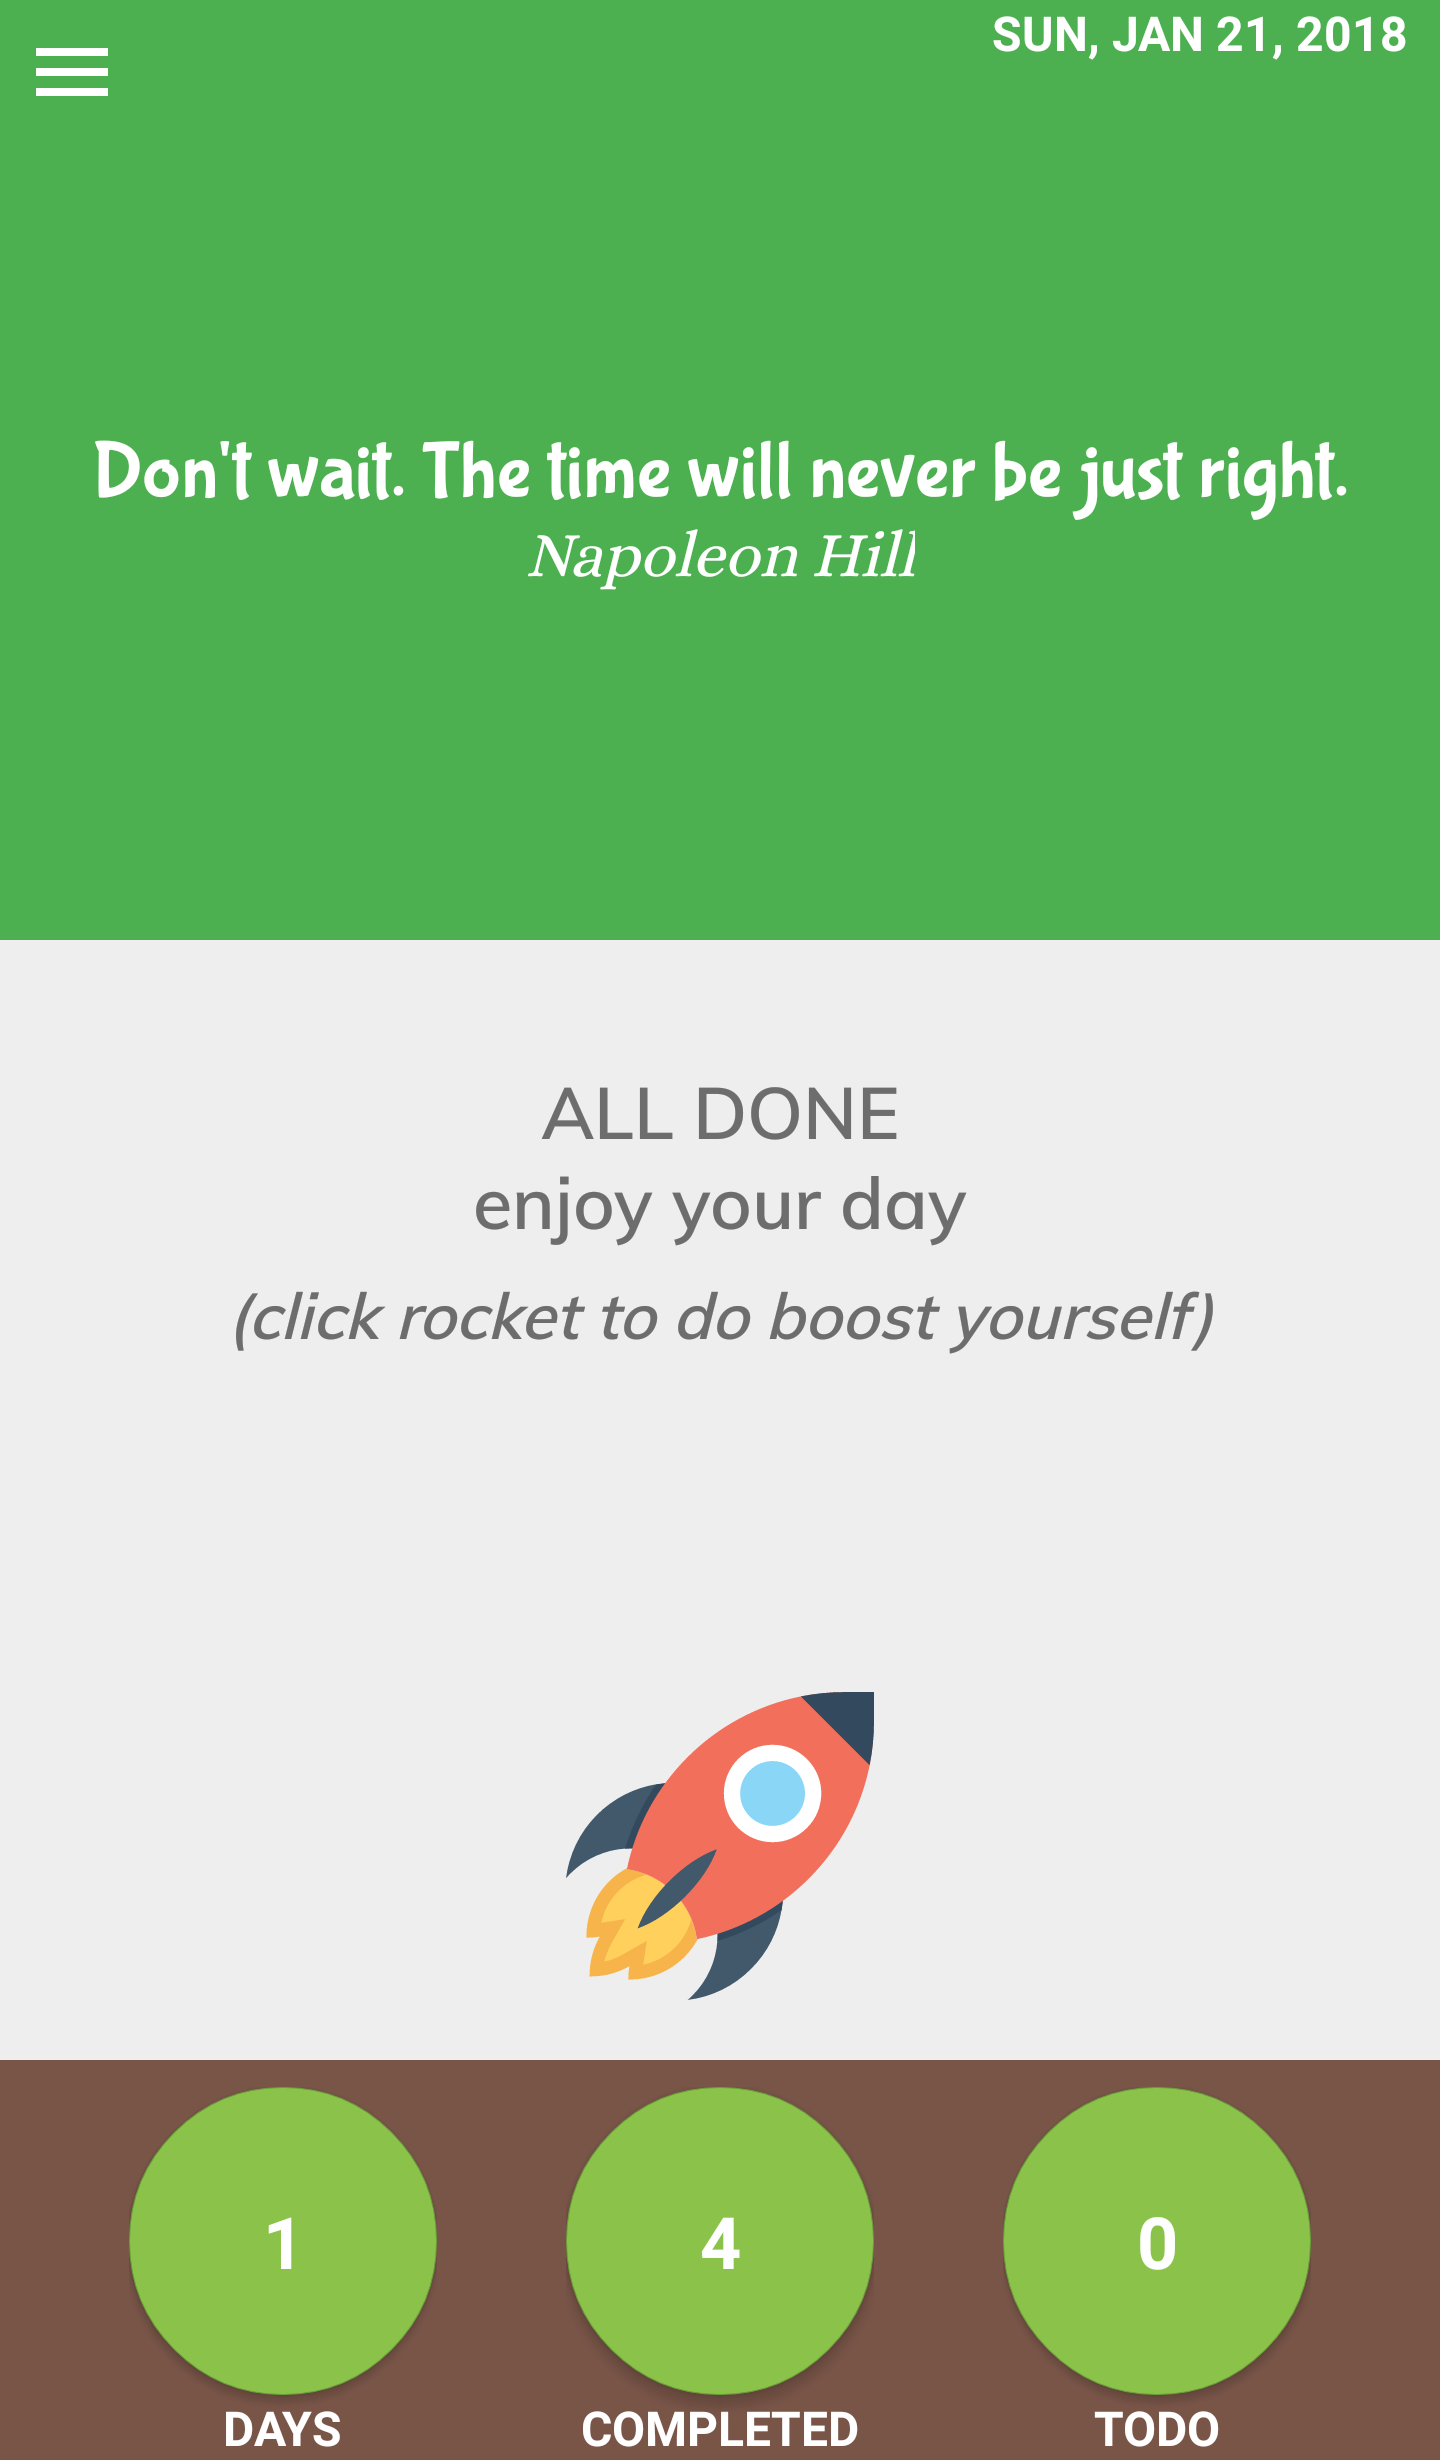 SUN, JAN 21, 2018
Don't wait. The time will never be just right.
Napoleon Hill
ALL DONE
enjoy your day
(click rocket to do boost yourself)
1
4
0
DAYS
COMPLETED
TODO